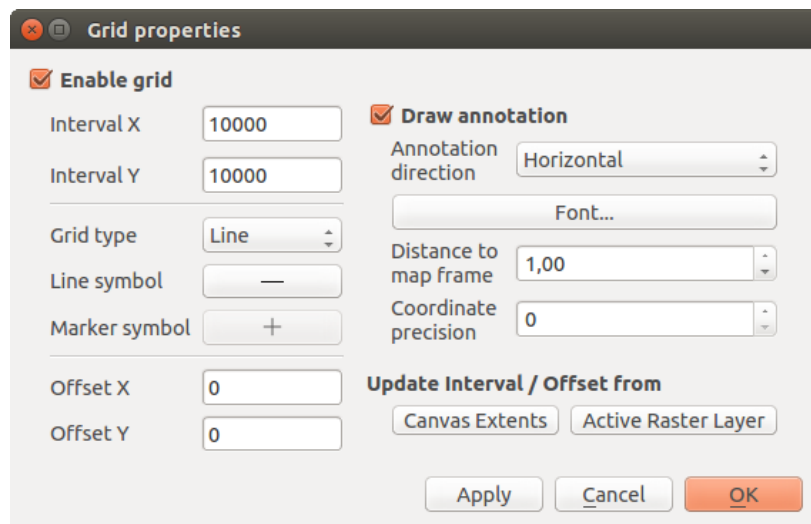 Grid properties
Enable grid
Interval X 10000
Interval Y 10000
Grid type Line
Line symbol
Marker symbol
Offset X 0
Offset Y 0
Draw annotation
Annotation
direction
Horizontal
Font...
Distance to
map frame
1,00
Coordinate
precision
0
Update Interval / Offset from
Canvas Extents Active Raster Layer
Apply Cancel OK